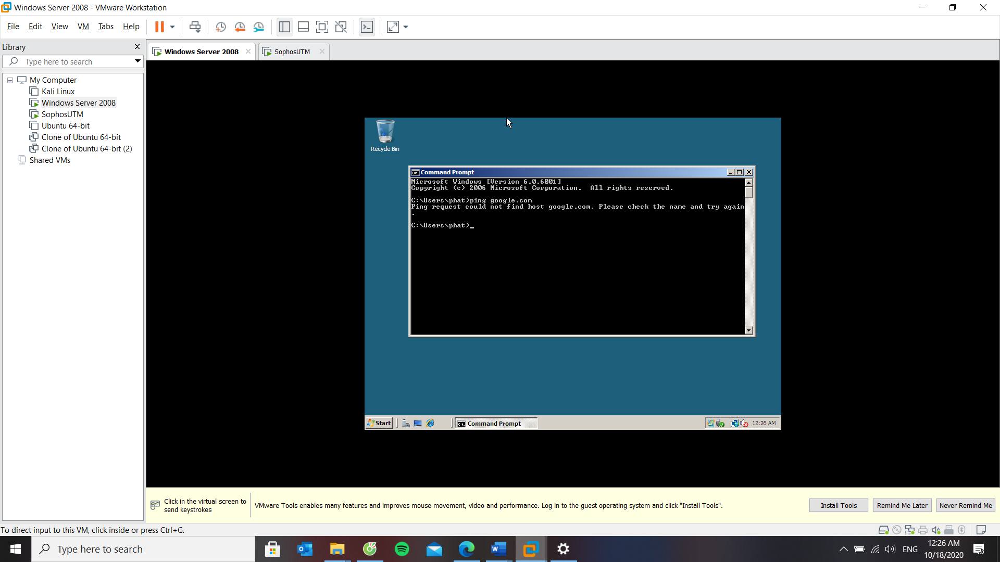 Windows Server 2008 - VMware Workstation
File Edit View VM Tabs Help
Library
Type here to search
My Computer
Kali Linux
Windows Server 2008
SophosUTM
Ubuntu 64-bit
Clone of Ubuntu 64-bit
Clone of Ubuntu 64-bit (2)
Shared VMs
Windows Server 2008
SophosUTM
Recycle Bin
C:\. Command Prompt
Microsoft Windows [Version 6.0.6001]
Copyright (c) 2006 Microsoft Corporation. All rights reserved.
C:\Users\phat>ping google.com
Ping request could not find host google.com. Please check the name and try again
.
C:\Users\phat>_
Start
C:\. Command Prompt
12:26 AM
Click in the virtual screen to
send keystrokes
VMware Tools enables many features and improves mouse movement, video and performance. Log in to the guest operating system and click "Install Tools".
Install Tools
Remind Me Later
Never Remind Me
To direct input to this VM, click inside or press Ctrl+G.
Type here to search
ENG
12:26 AM
10/18/2020